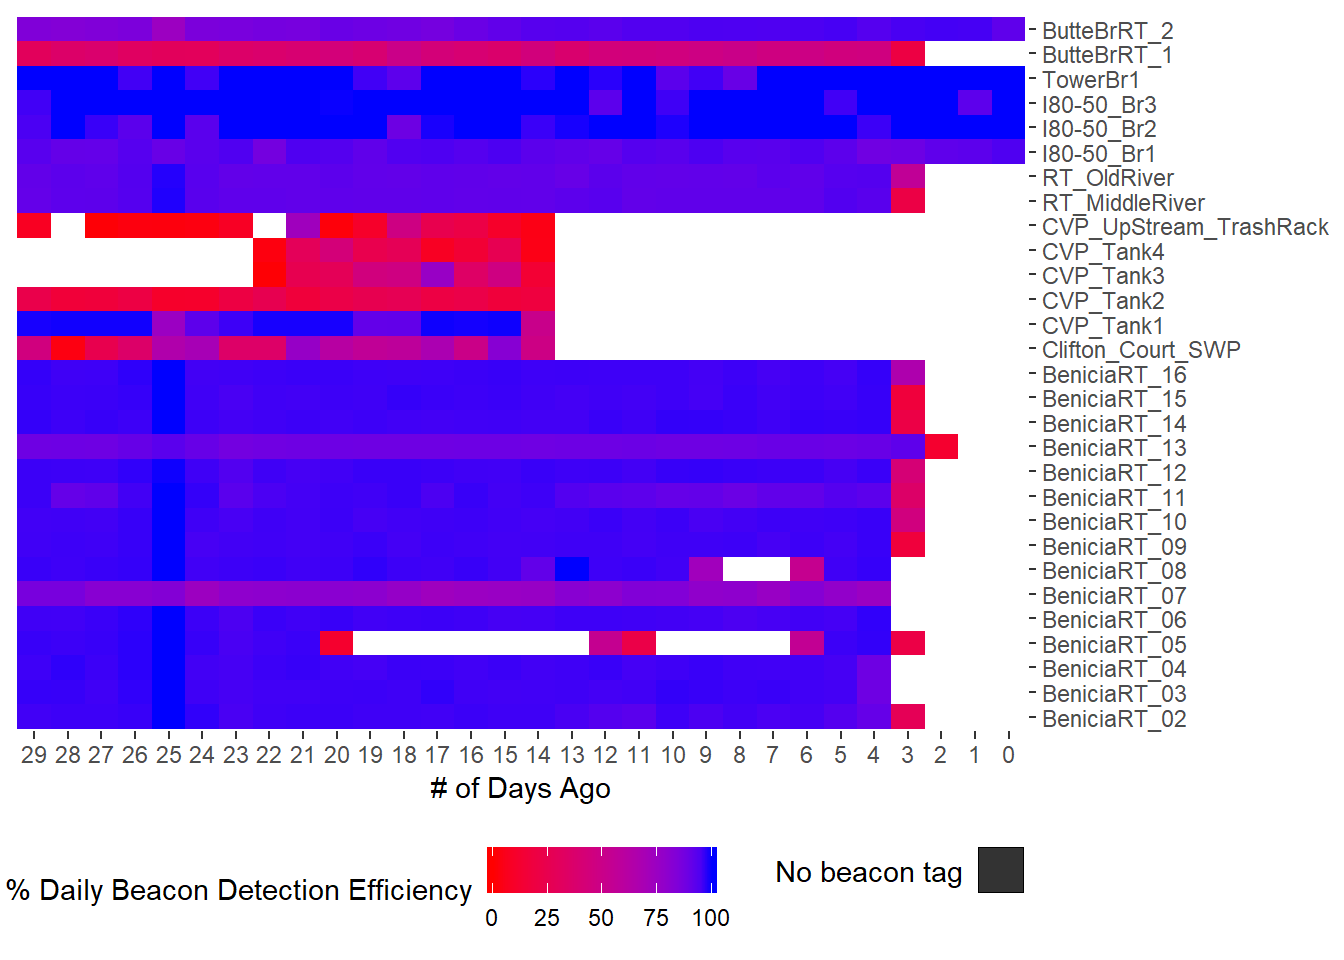 ButteBrRT_2
ButteBrRT_1
TowerBr1
I80-50_Br3
I80-50_Br2
I80-50_Br1
RT_OldRiver
RT_MiddleRiver
CVP_UpStream_TrashRack
CVP_Tank4
CVP_Tank3
CVP_Tank2
CVP_Tank1
Clifton_Court_SWP
BeniciaRT_16
BeniciaRT_15
BeniciaRT_14
BeniciaRT_13
BeniciaRT_12
BeniciaRT_11
BeniciaRT_10
BeniciaRT_09
BeniciaRT_08
BeniciaRT_07
BeniciaRT_06
BeniciaRT_05
BeniciaRT_04
BeniciaRT_03
BeniciaRT_02
29 28 27 26 25 24 23 22 21 20 19 18 17 16 15 14 13 12 11 10 9 8 7 6 5 4 3 2 1 0
# of Days Ago
% Daily Beacon Detection Efficiency
0 25 50 75 100
No beacon tag